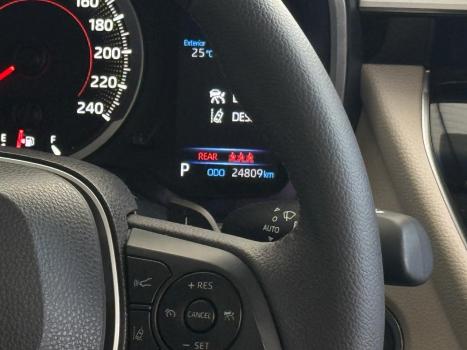 180
200
220
240
E F
Exterior
25°C
DES
REAR
P ODO 24809km
AUTO
+ RES
CANCEL
- SET